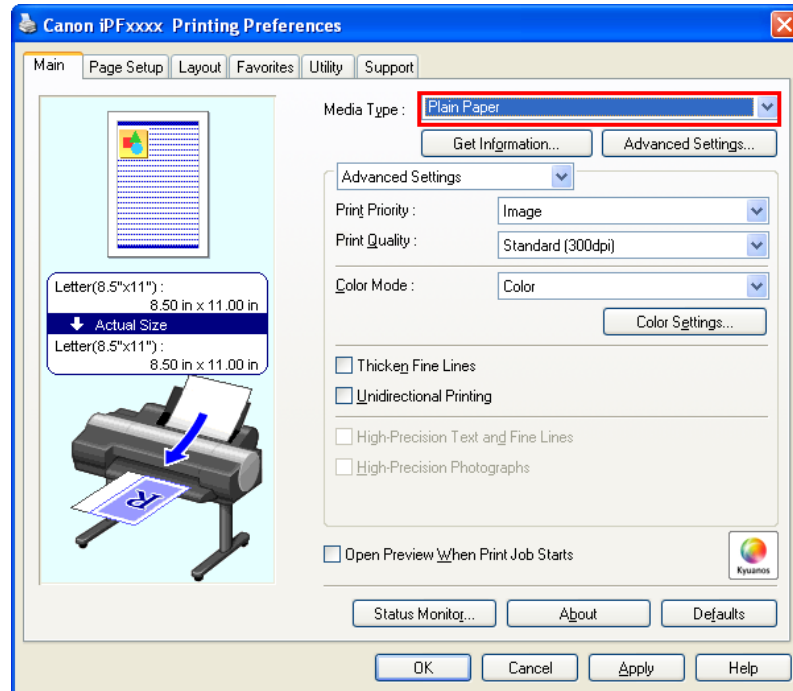 Canon iPFxxxx Printing Preferences
Main Page Setup Layout Favorites Utility Support
Media Type : Plain Paper
Get Information... Advanced Settings...
Advanced Settings
Print Priority : Image
Print Quality : Standard (300dpi)
Color Mode : Color
Color Settings...
Thicken Fine Lines
Unidirectional Printing
High-Precision Text and Fine Lines
High-Precision Photographs
Letter(8.5"x11") :
8.50 in x 11.00 in
Actual Size
Letter(8.5"x11") :
8.50 in x 11.00 in
R
Open Preview When Print Job Starts
Kyuanos
Status Monitor... About Defaults
OK Cancel Apply Help